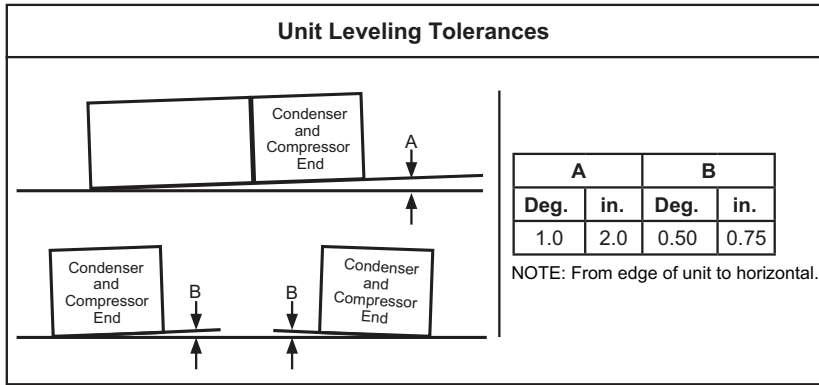 Unit Leveling Tolerances
Condenser
and
Compressor
End
A
Condenser
and
Compressor
End
B
B
Condenser
and
Compressor
End
A B
Deg. in. Deg. in.
1.0 2.0 0.50 0.75
NOTE: From edge of unit to horizontal.